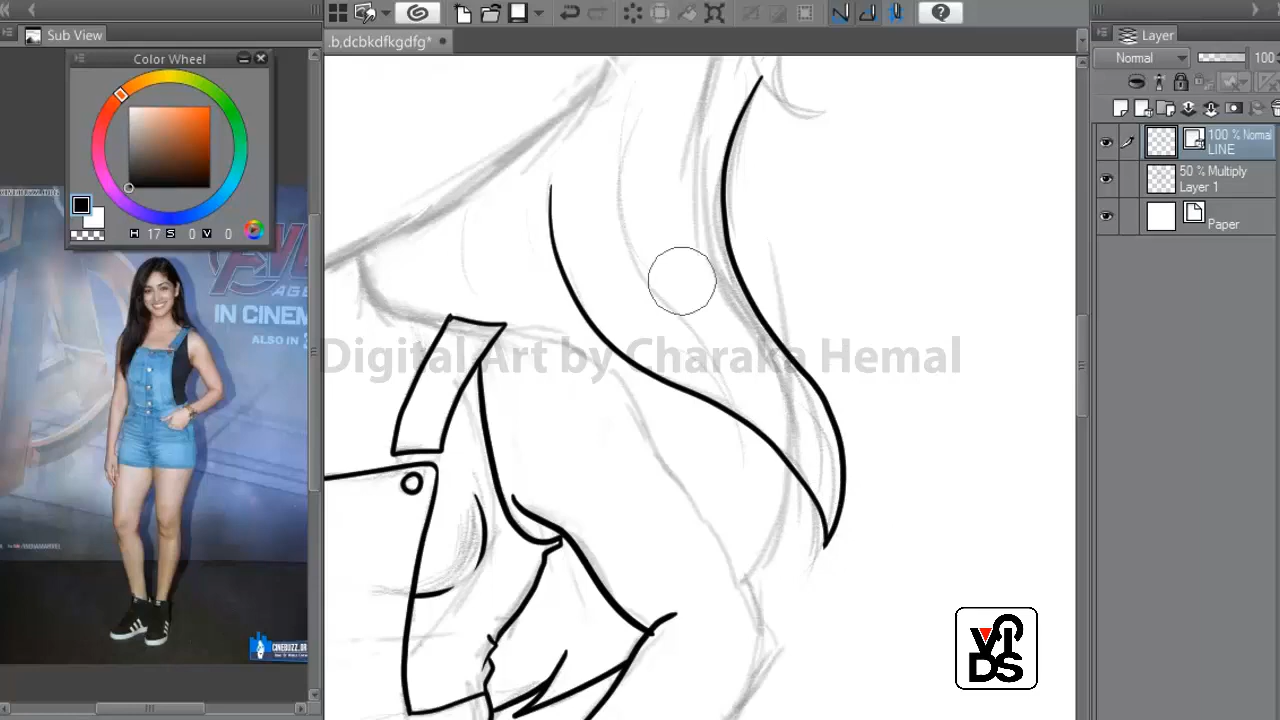 Sub View
Color Wheel
H 17 S 0 V 0
.b,dcbkdfkgdfg*
Layer
Normal
100
100 % Normal
LINE
50 % Multiply
Layer 1
Paper
IN CINEM
ALSO IN
Digital Art by Charaka Hemal
VIDS